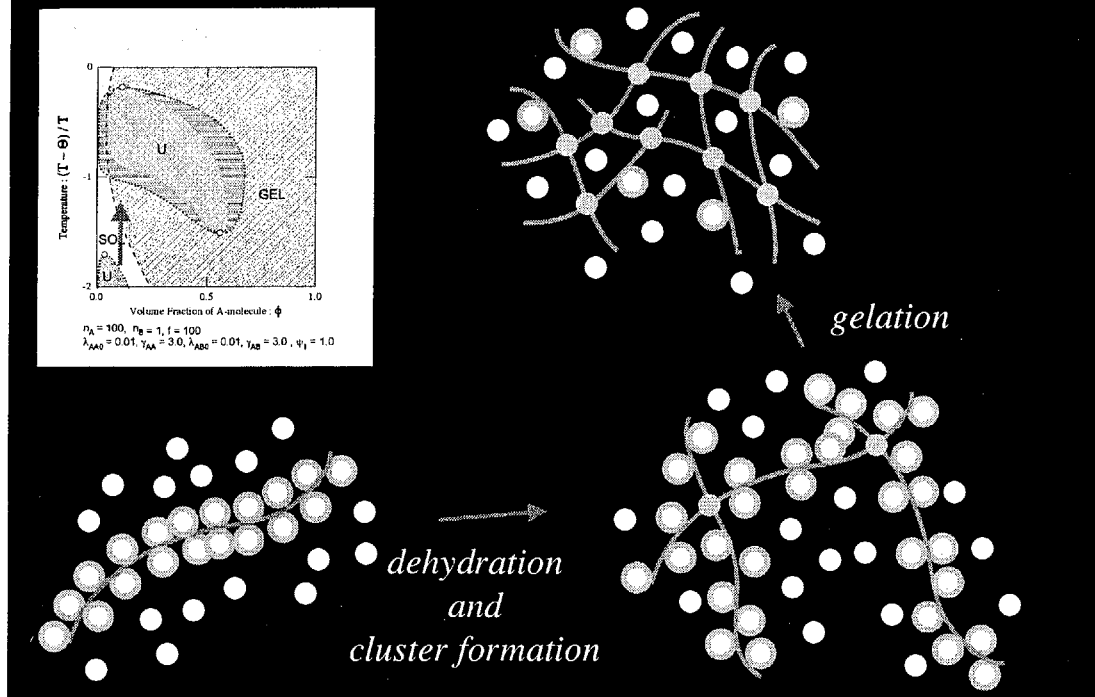 0
-1
-2
Temperature : (T - Θ) / T
U
GEL
SOL
U
0.0
0.5
1.0
Volume Fraction of A-molecule : ϕ
n_A = 100, n_B = 1, f = 100
λ_AA0 = 0.01, γ_AA = 3.0, λ_AB0 = 0.01, γ_AB = 3.0 , ψ_1 = 1.0
gelation
dehydration
and
cluster formation